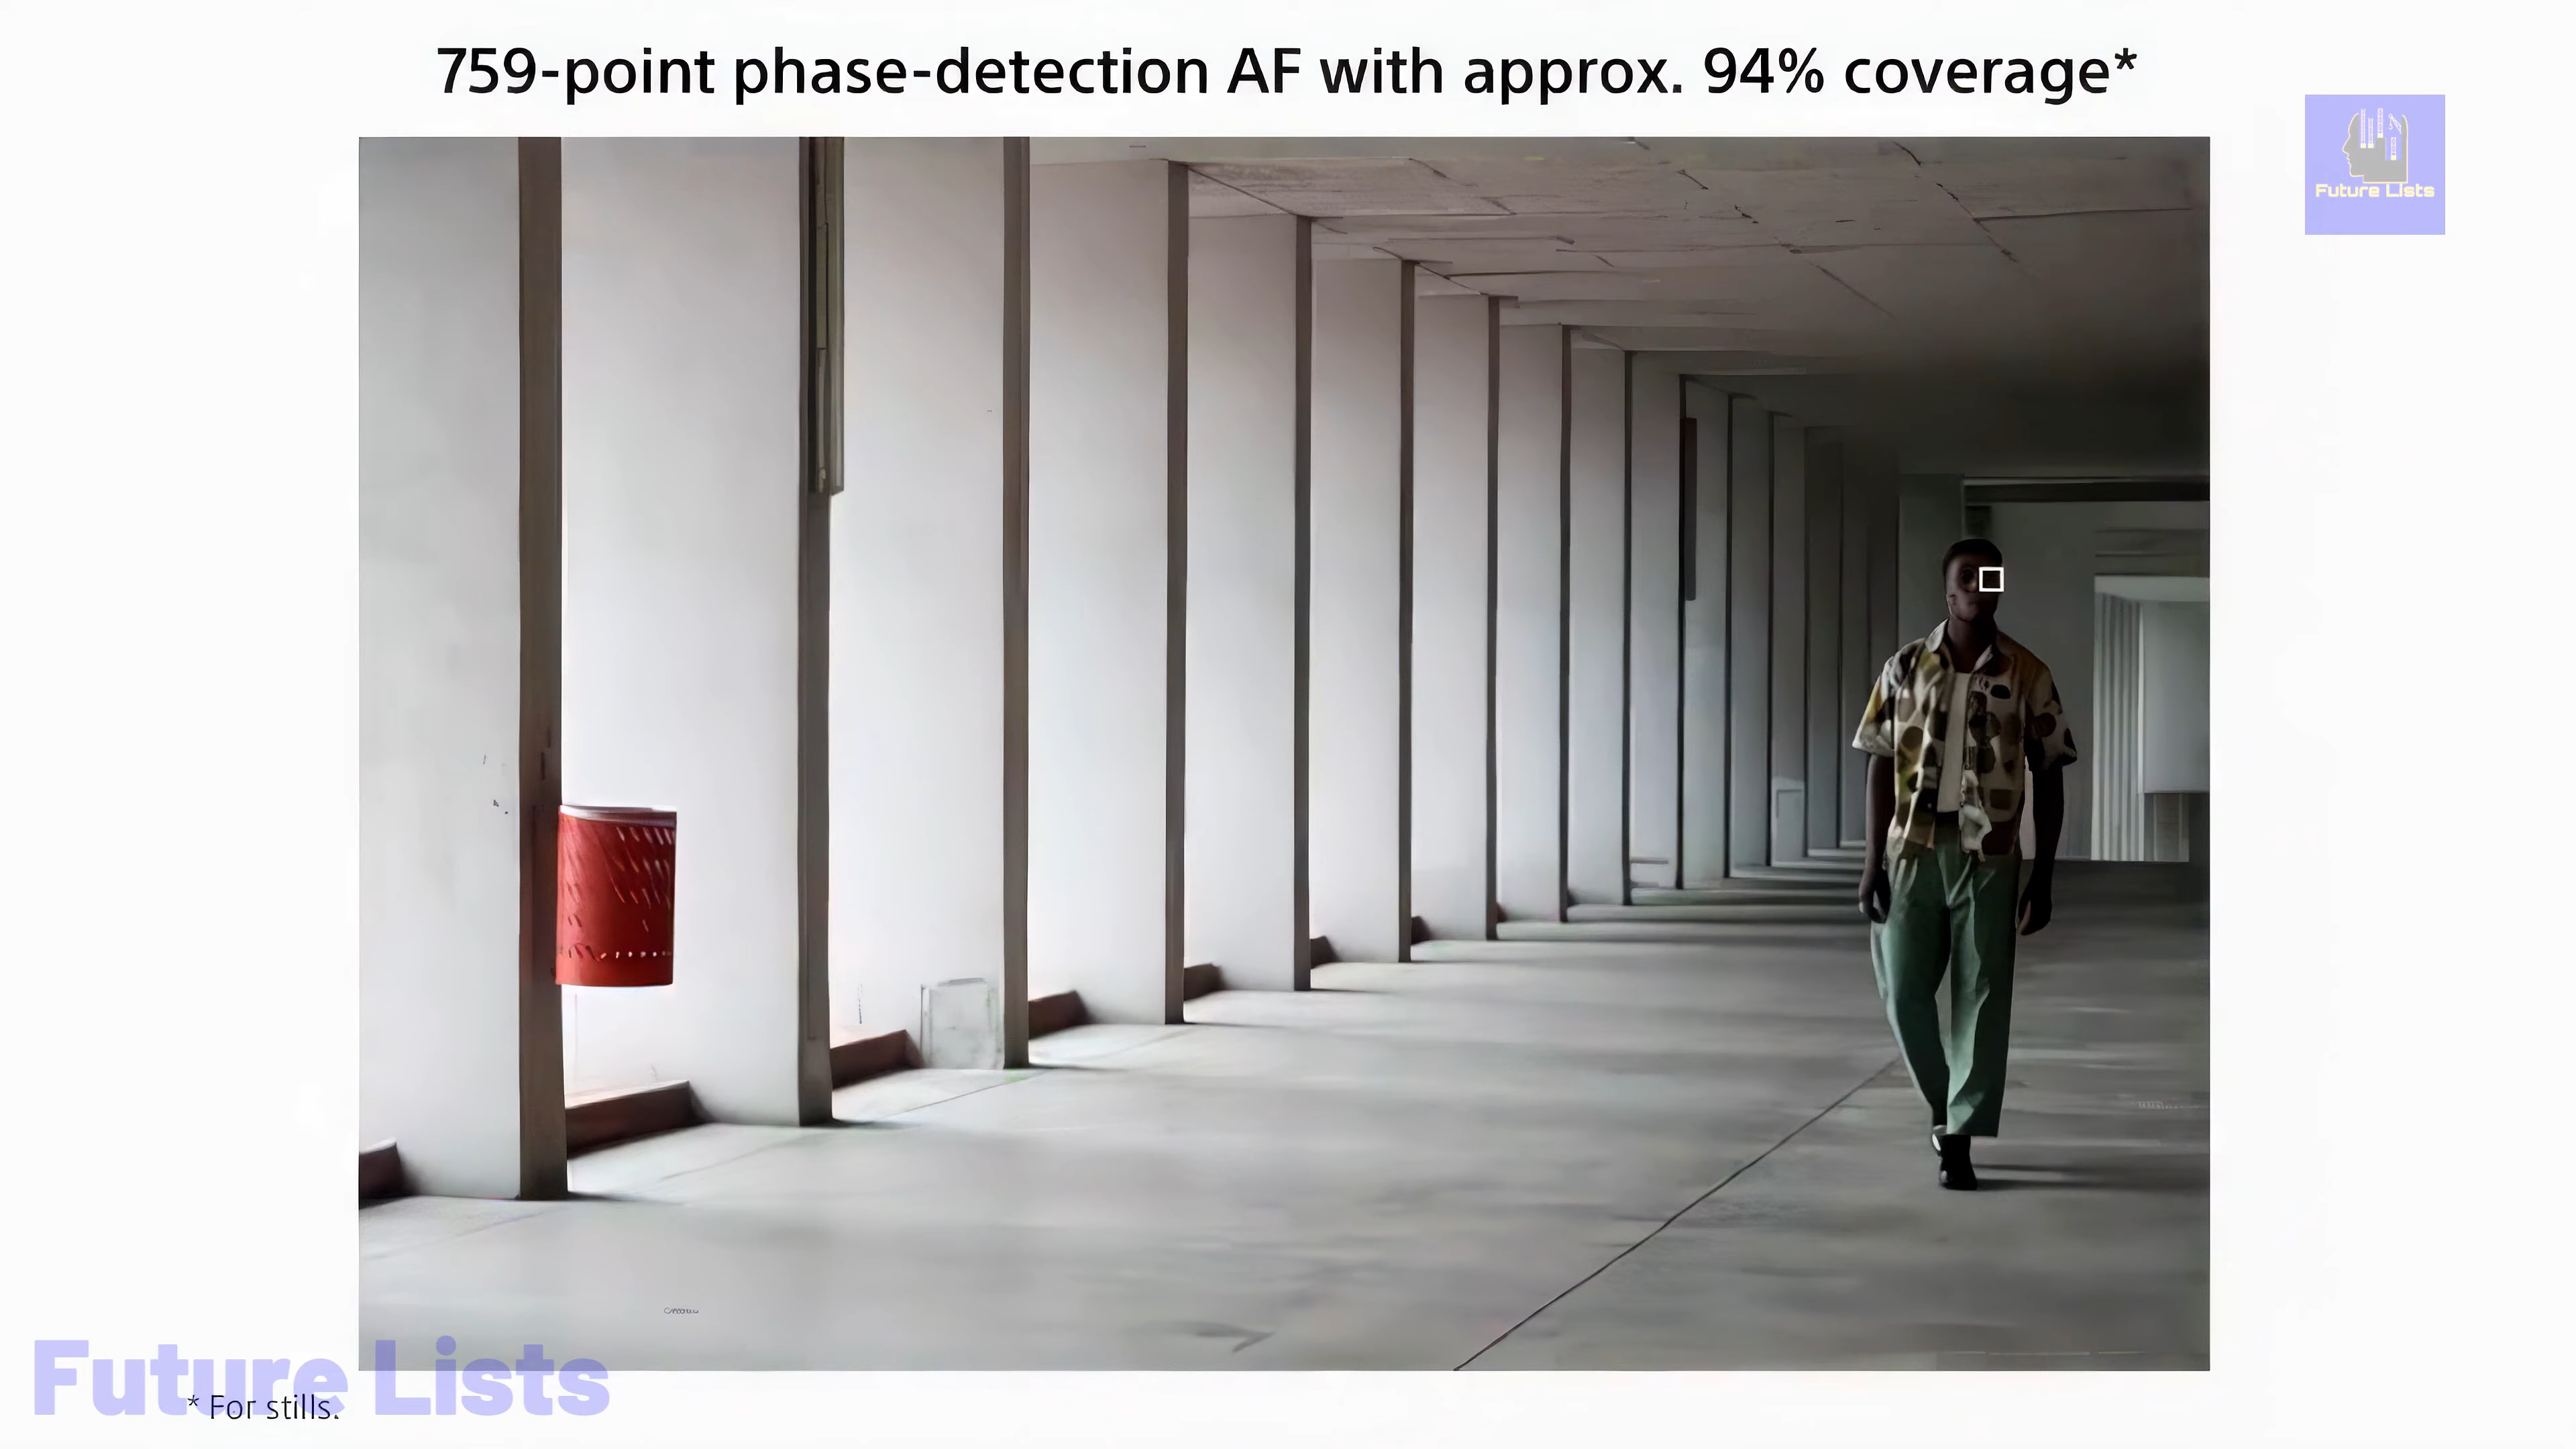 759-point phase-detection AF with approx. 94% coverage*
Future Lists
Future Lists
* For stills.